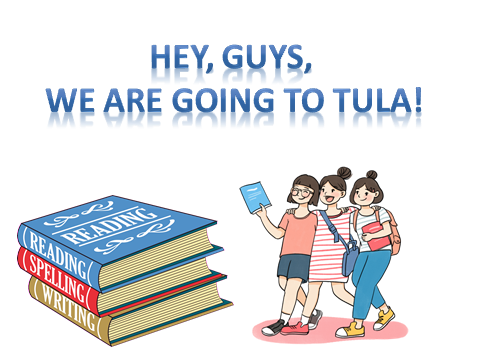 HEY, GUYS,
WE ARE GOING TO TULA!
READING
READING
SPELLING
WRITING